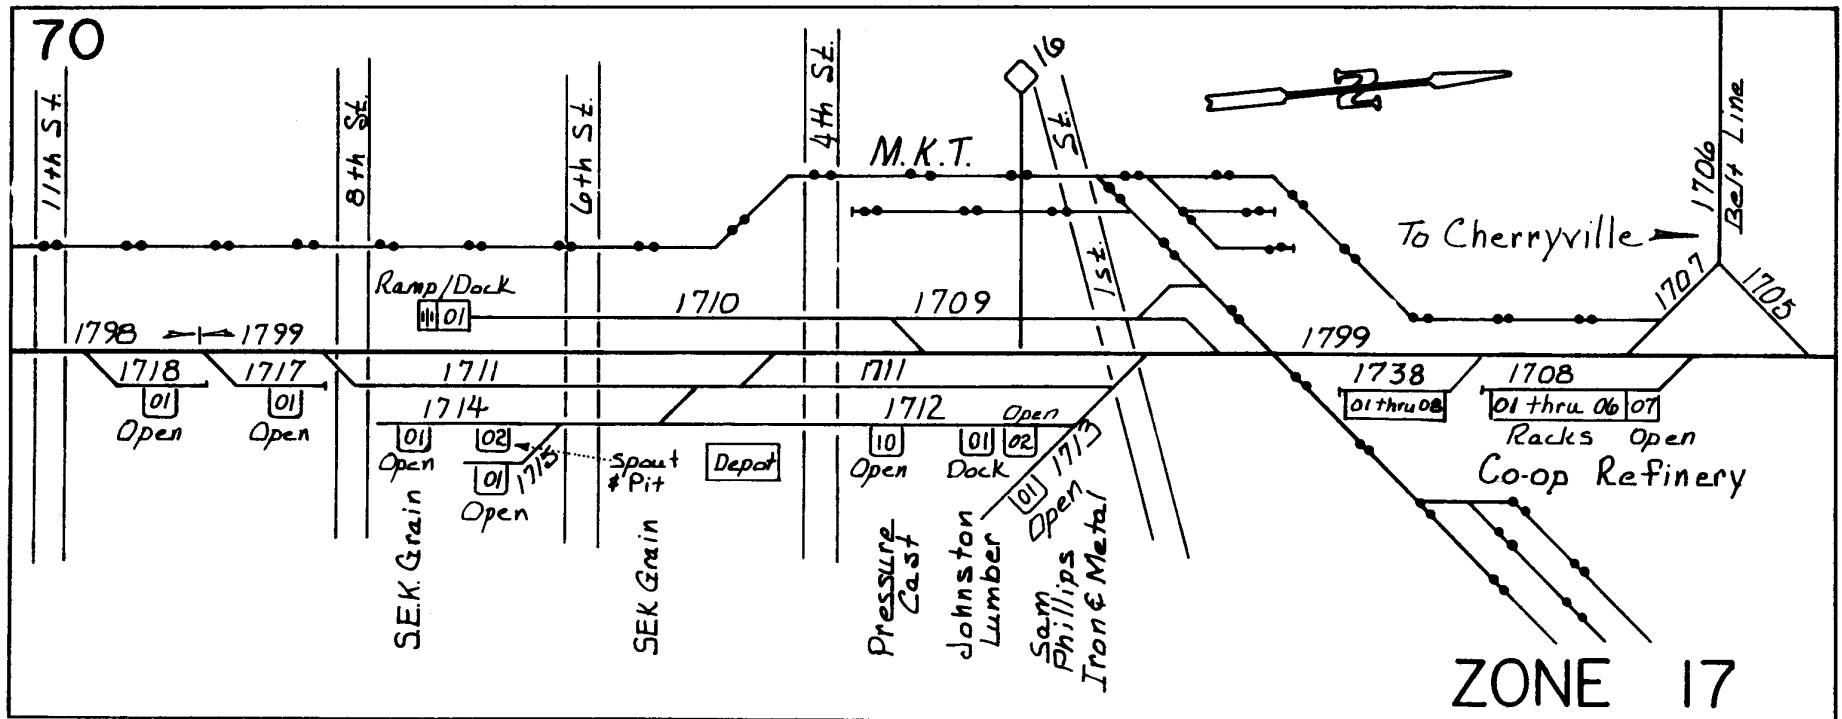 70
11th St.
8th St.
6th St.
4th St.
16
1st. St.
N
M.K.T.
1706
Belt Line
To Cherryville
Ramp/Dock
01
1710
1709
1707
1705
1798
1799
1799
1718
1717
1711
1711
1738
1708
01
Open
01
Open
1714
1712
Open
01 thru 08
01 thru 06
07
Racks
Open
01
Open
02
Spout
& Pit
Depot
10
Open
01
Dock
02
1713
1715
01
Open
01
Open
Co-op Refinery
S.E.K. Grain
SEK Grain
Pressure
Cast
Johnston
Lumber
Sam
Phillips
Iron & Metal
ZONE 17